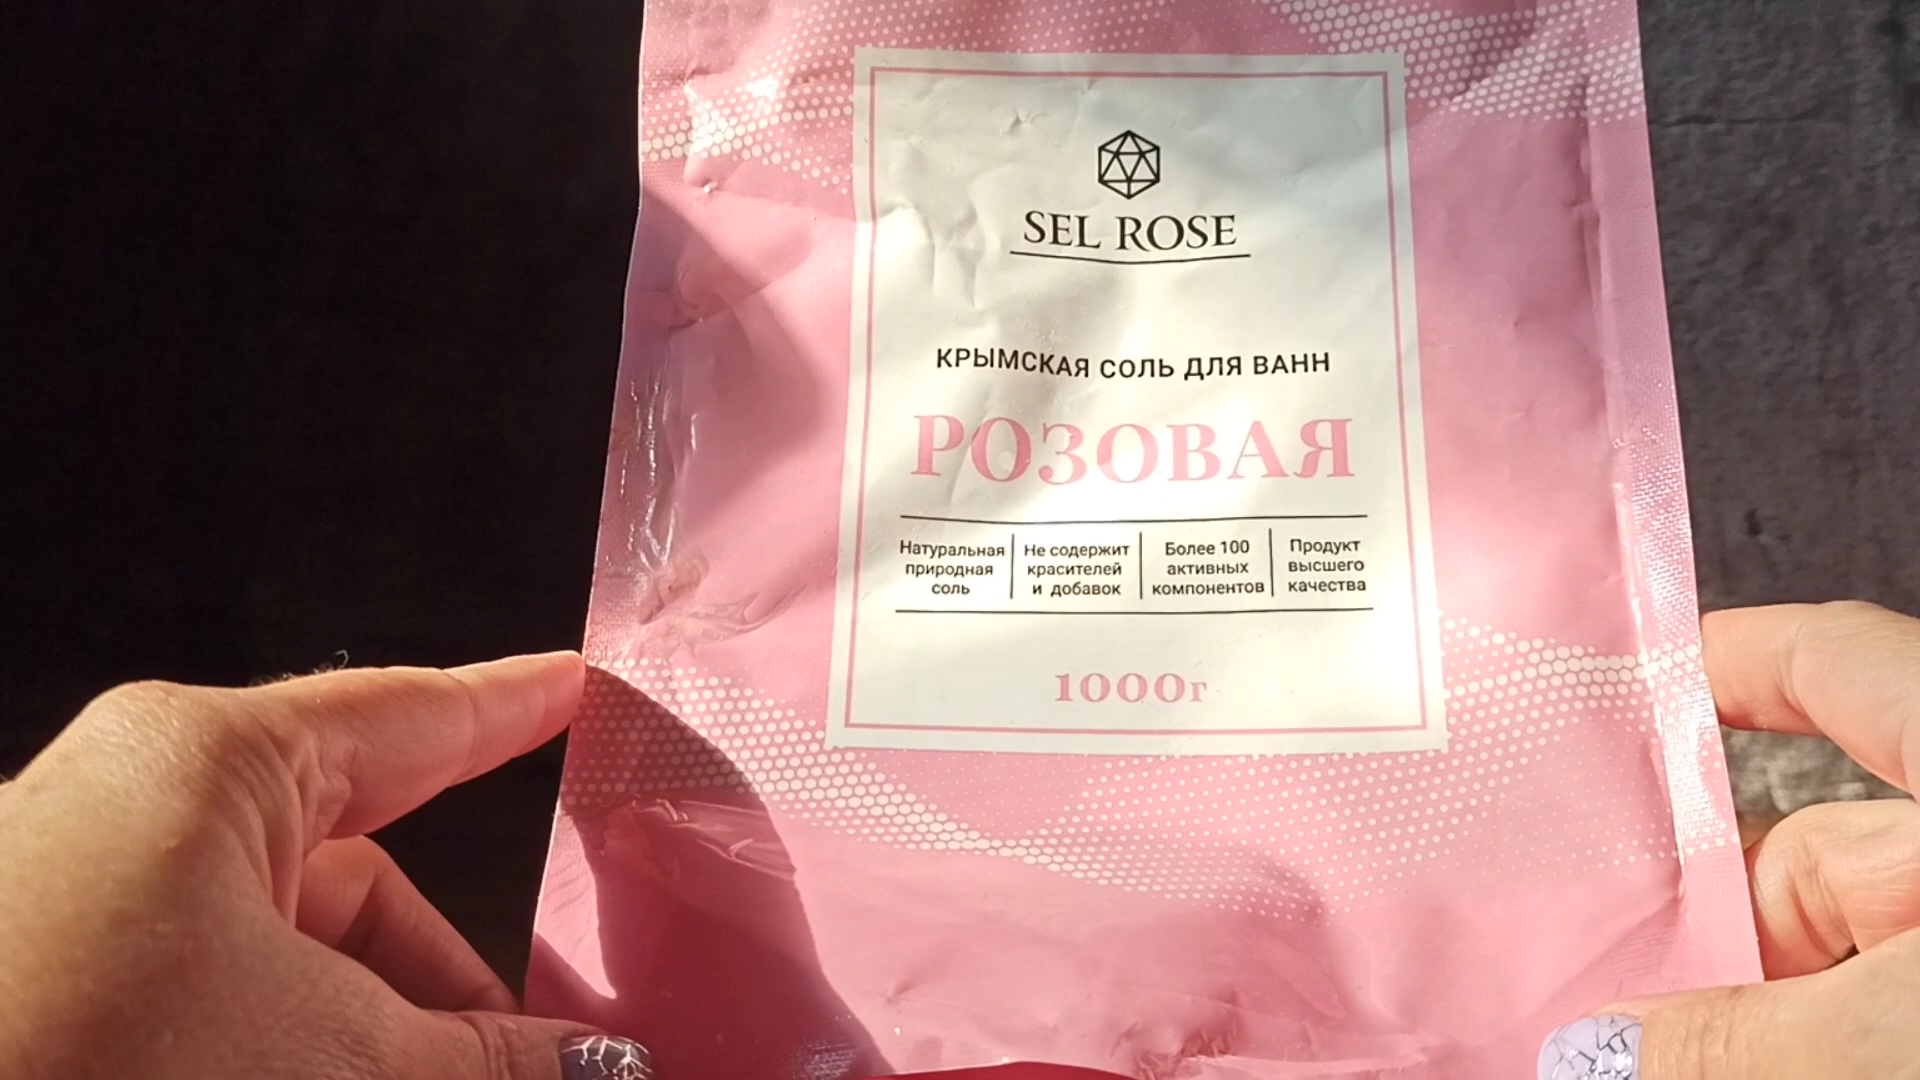 SEL ROSE
КРЫМСКАЯ СОЛЬ ДЛЯ ВАНН
РОЗОВАЯ
Натуральная
природная
соль
Не содержит
красителей
и добавок
Более 100
активных
компонентов
Продукт
высшего
качества
1000г